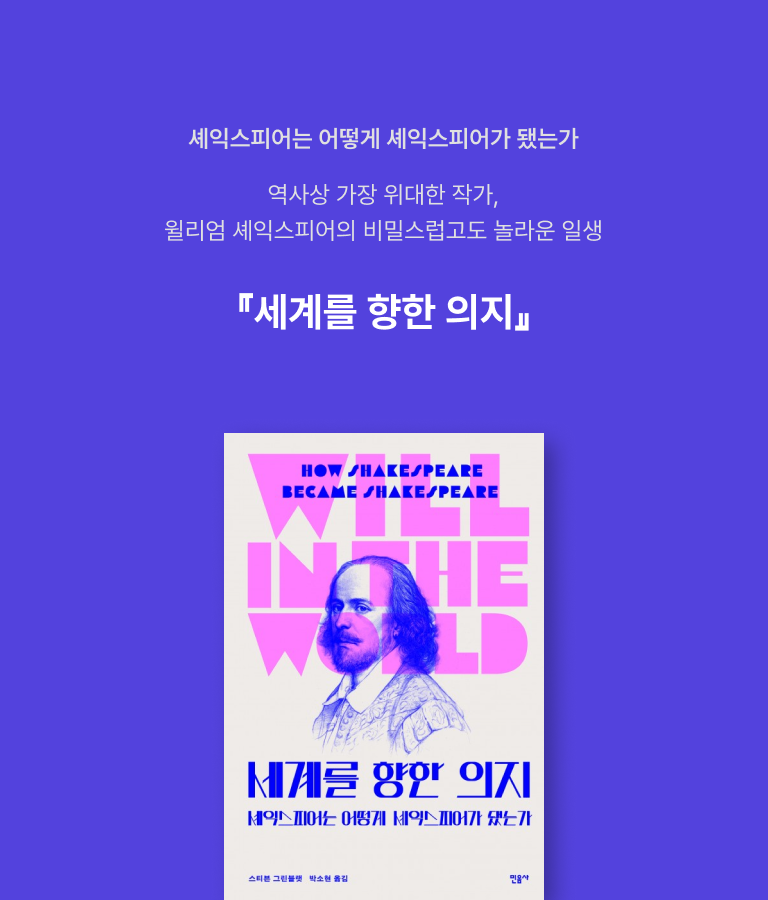 셰익스피어는 어떻게 셰익스피어가 됐는가
역사상 가장 위대한 작가,
윌리엄 셰익스피어의 비밀스럽고도 놀라운 일생
『세계를 향한 의지』
HOW SHAKESPEARE
BECAME SHAKESPEARE
WILL
IN THE
WORLD
세계를 향한 의지
셰익스피어는 어떻게 셰익스피어가 됐는가
스티븐 그린블랫 박소현 옮김
민음사